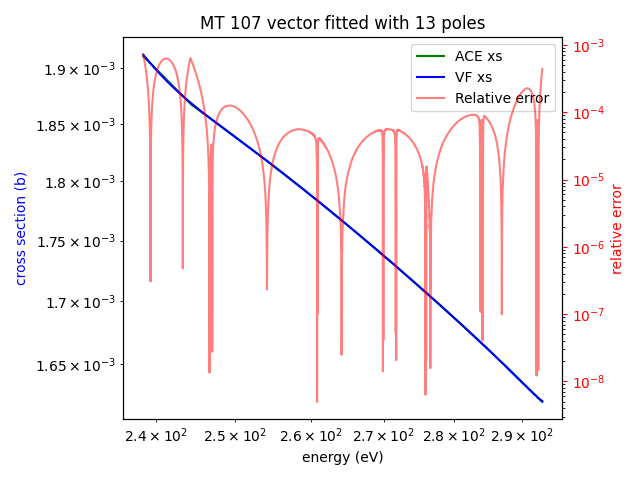 MT 107 vector fitted with 13 poles
ACE xs
VF xs
Relative error
cross section (b)
1.9 × 10⁻³
1.85 × 10⁻³
1.8 × 10⁻³
1.75 × 10⁻³
1.7 × 10⁻³
1.65 × 10⁻³
10⁻³
10⁻⁴
10⁻⁵
10⁻⁶
10⁻⁷
10⁻⁸
relative error
2.4 × 10² 2.5 × 10² 2.6 × 10² 2.7 × 10² 2.8 × 10² 2.9 × 10²
energy (eV)